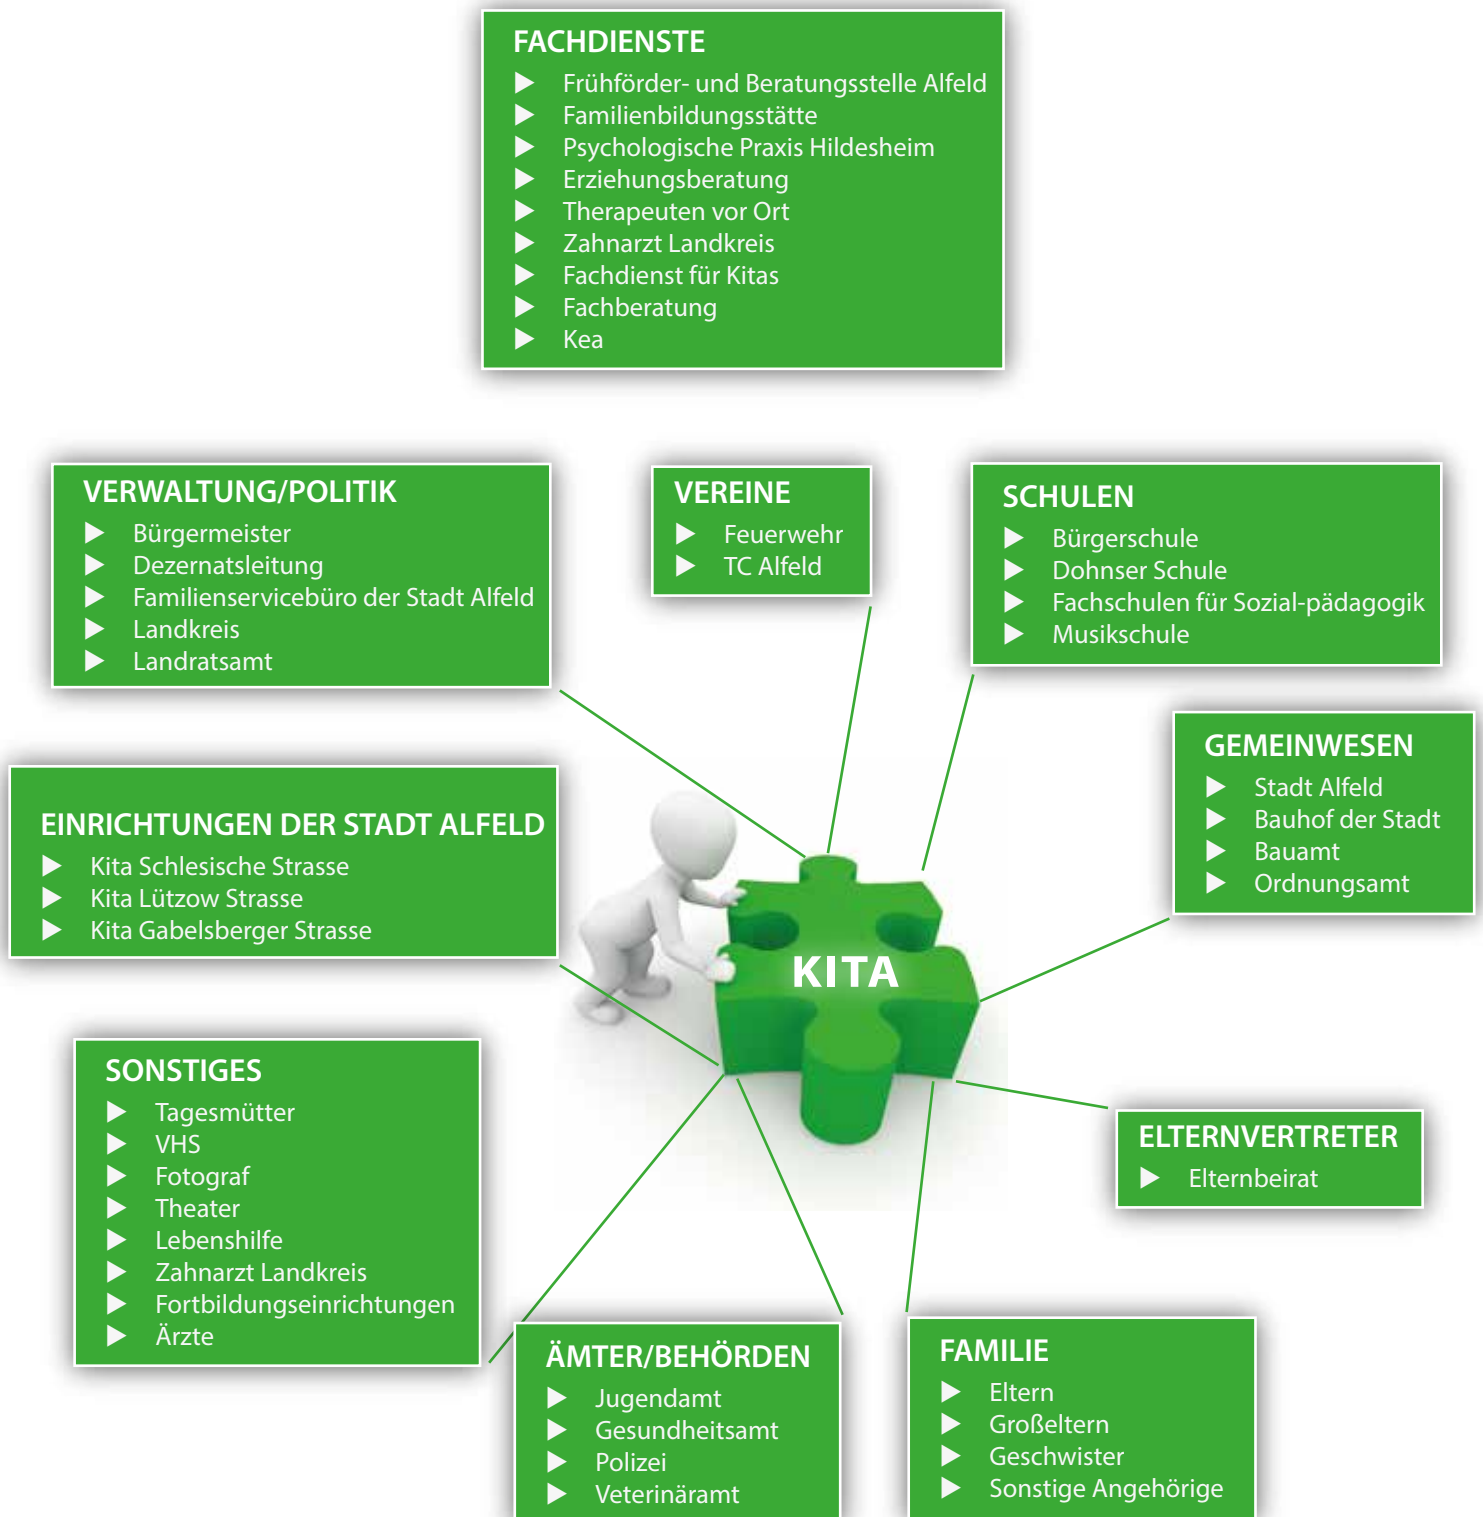 FACHDIENSTE
▶ Frühförder- und Beratungsstelle Alfeld
▶ Familienbildungsstätte
▶ Psychologische Praxis Hildesheim
▶ Erziehungsberatung
▶ Therapeuten vor Ort
▶ Zahnarzt Landkreis
▶ Fachdienst für Kitas
▶ Fachberatung
▶ Kea
VERWALTUNG/POLITIK
▶ Bürgermeister
▶ Dezernatsleitung
▶ Familienservicebüro der Stadt Alfeld
▶ Landkreis
▶ Landratsamt
VEREINE
▶ Feuerwehr
▶ TC Alfeld
SCHULEN
▶ Bürgerschule
▶ Dohnser Schule
▶ Fachschulen für Sozial-pädagogik
▶ Musikschule
GEMEINWESEN
▶ Stadt Alfeld
▶ Bauhof der Stadt
▶ Bauamt
▶ Ordnungsamt
EINRICHTUNGEN DER STADT ALFELD
▶ Kita Schlesische Strasse
▶ Kita Lützow Strasse
▶ Kita Gabelsberger Strasse
KITA
SONSTIGES
▶ Tagesmütter
▶ VHS
▶ Fotograf
▶ Theater
▶ Lebenshilfe
▶ Zahnarzt Landkreis
▶ Fortbildungseinrichtungen
▶ Ärzte
ELTERNVERTRETER
▶ Elternbeirat
ÄMTER/BEHÖRDEN
▶ Jugendamt
▶ Gesundheitsamt
▶ Polizei
▶ Veterinäramt
FAMILIE
▶ Eltern
▶ Großeltern
▶ Geschwister
▶ Sonstige Angehörige